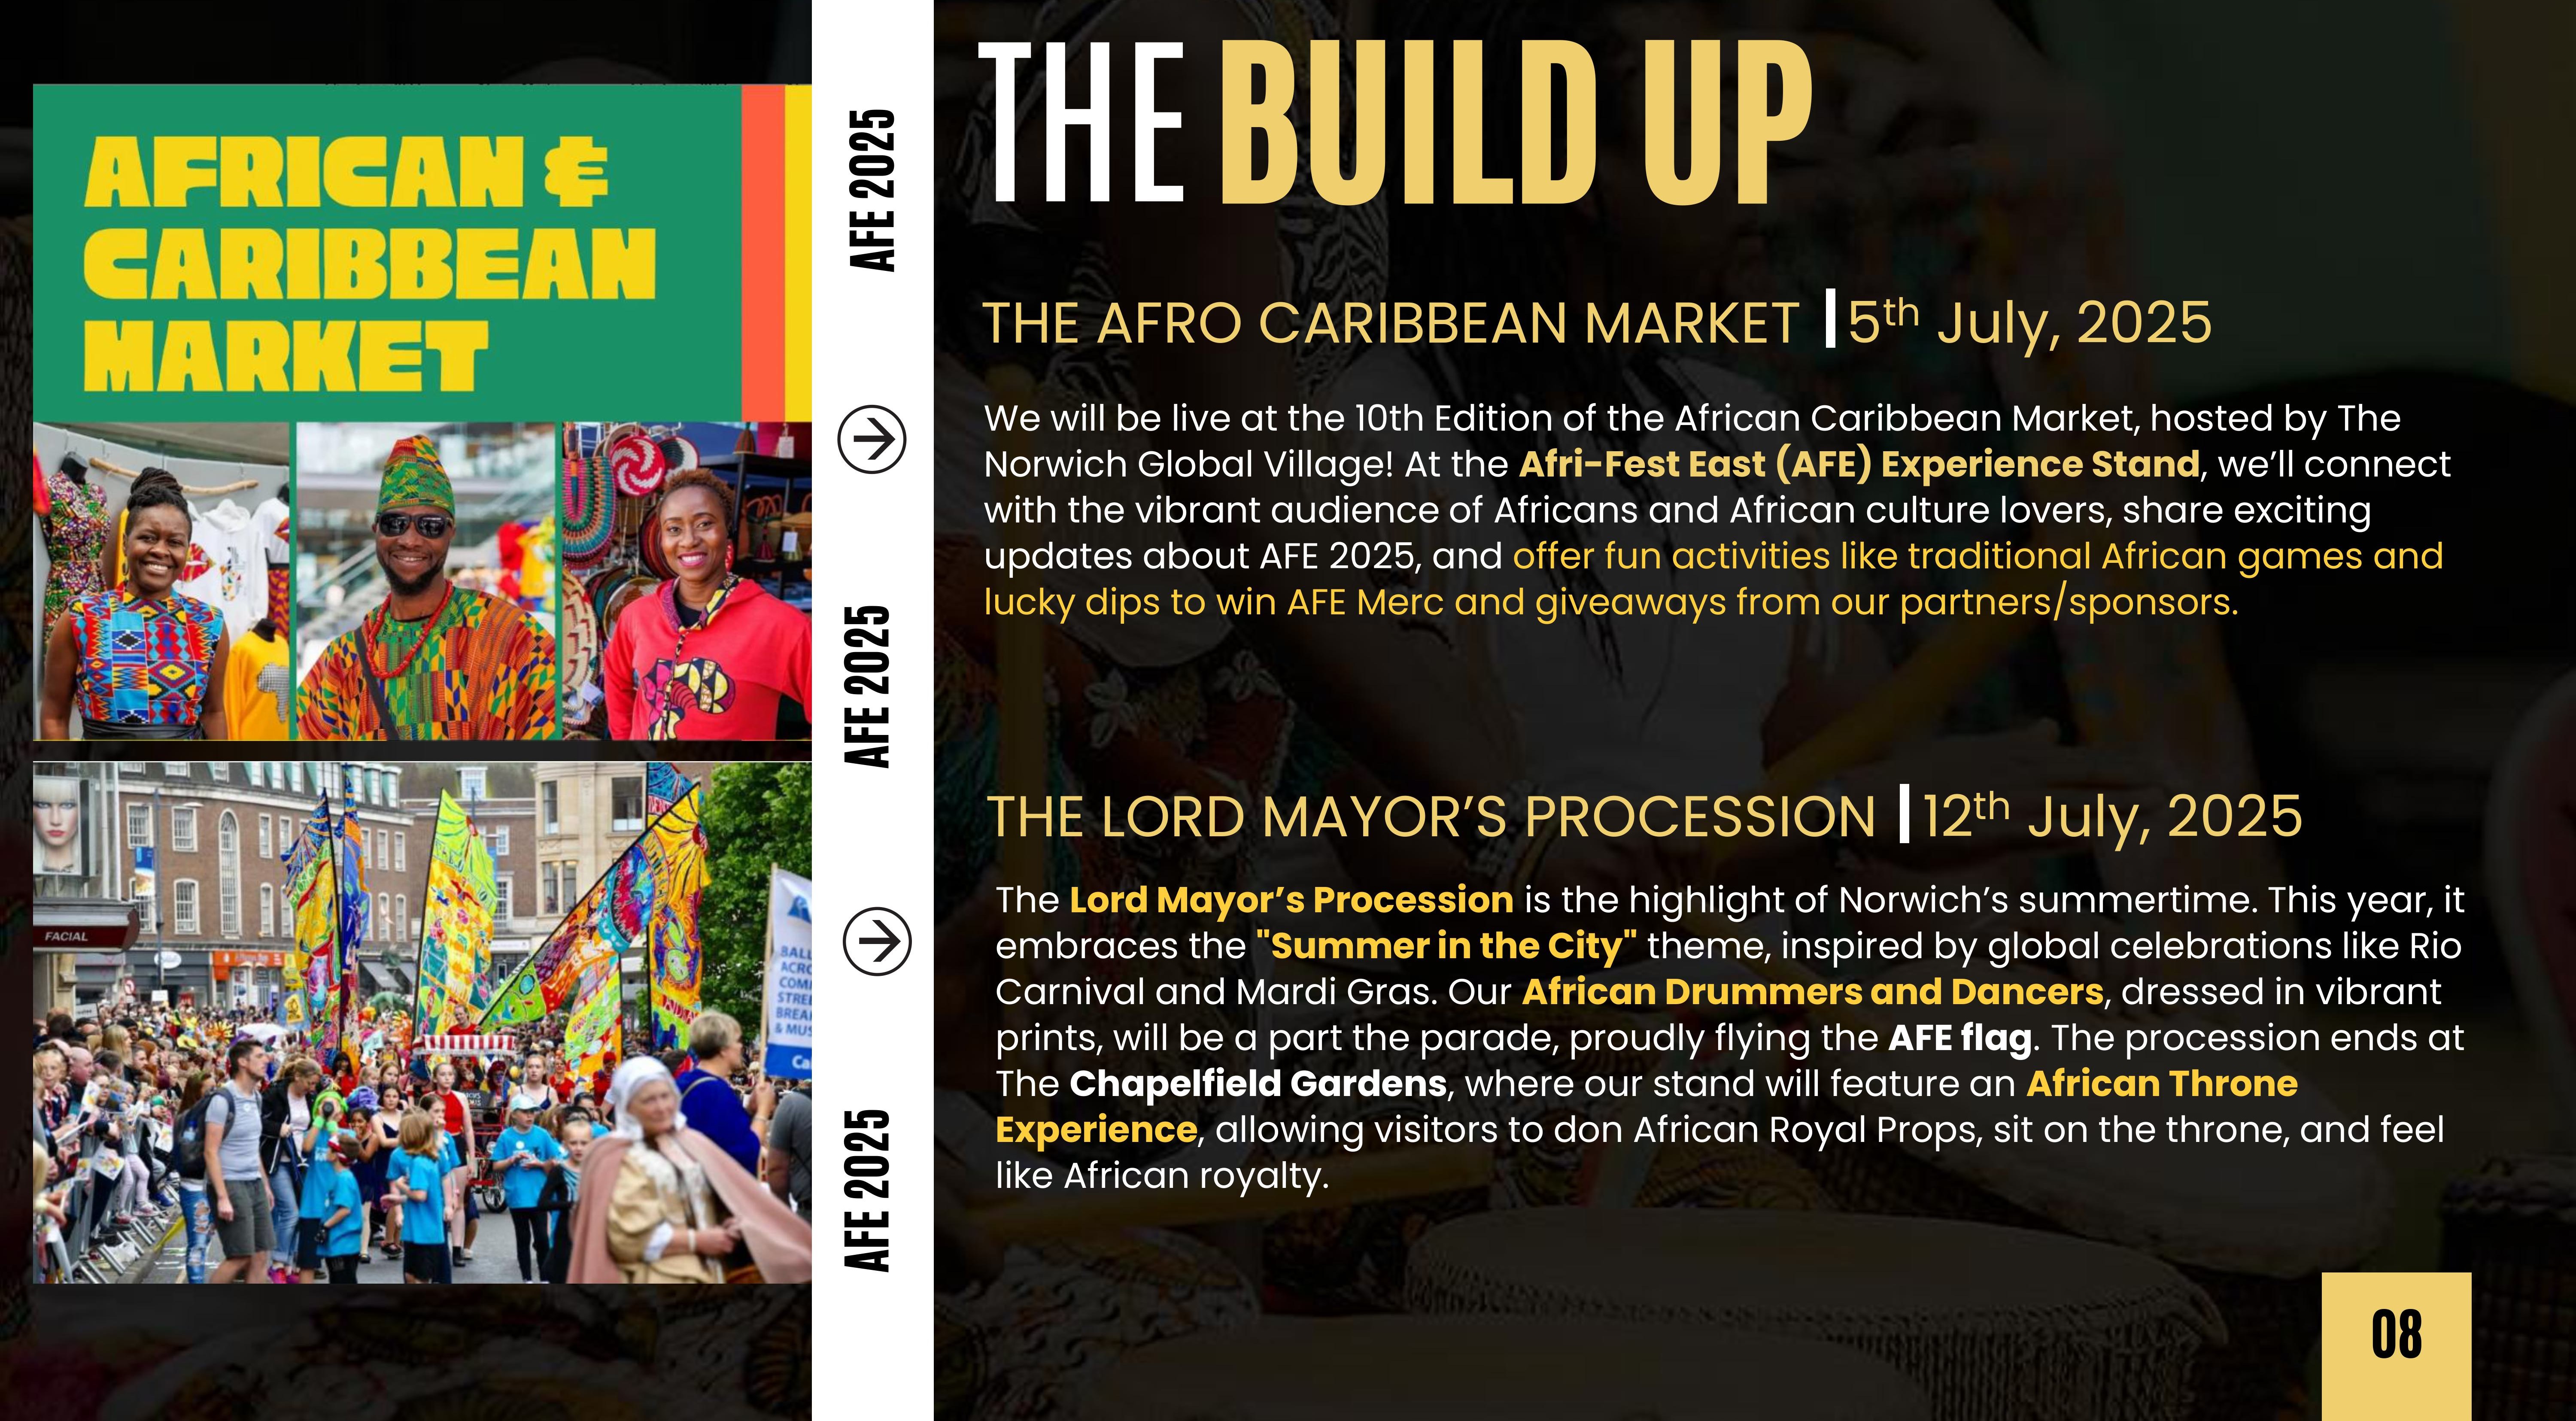 AFRICAN &
CARIBBEAN
MARKET
FACIAL
BALL
ACRO
COM
STREE
BREA
& MUS
Ca
AFE 2025
AFE 2025
AFE 2025
THE BUILD UP
THE AFRO CARIBBEAN MARKET | 5th July, 2025
We will be live at the 10th Edition of the African Caribbean Market, hosted by The
Norwich Global Village! At the Afri-Fest East (AFE) Experience Stand, we’ll connect
with the vibrant audience of Africans and African culture lovers, share exciting
updates about AFE 2025, and offer fun activities like traditional African games and
lucky dips to win AFE Merc and giveaways from our partners/sponsors.
THE LORD MAYOR’S PROCESSION | 12th July, 2025
The Lord Mayor’s Procession is the highlight of Norwich’s summertime. This year, it
embraces the "Summer in the City" theme, inspired by global celebrations like Rio
Carnival and Mardi Gras. Our African Drummers and Dancers, dressed in vibrant
prints, will be a part the parade, proudly flying the AFE flag. The procession ends at
The Chapelfield Gardens, where our stand will feature an African Throne
Experience, allowing visitors to don African Royal Props, sit on the throne, and feel
like African royalty.
08